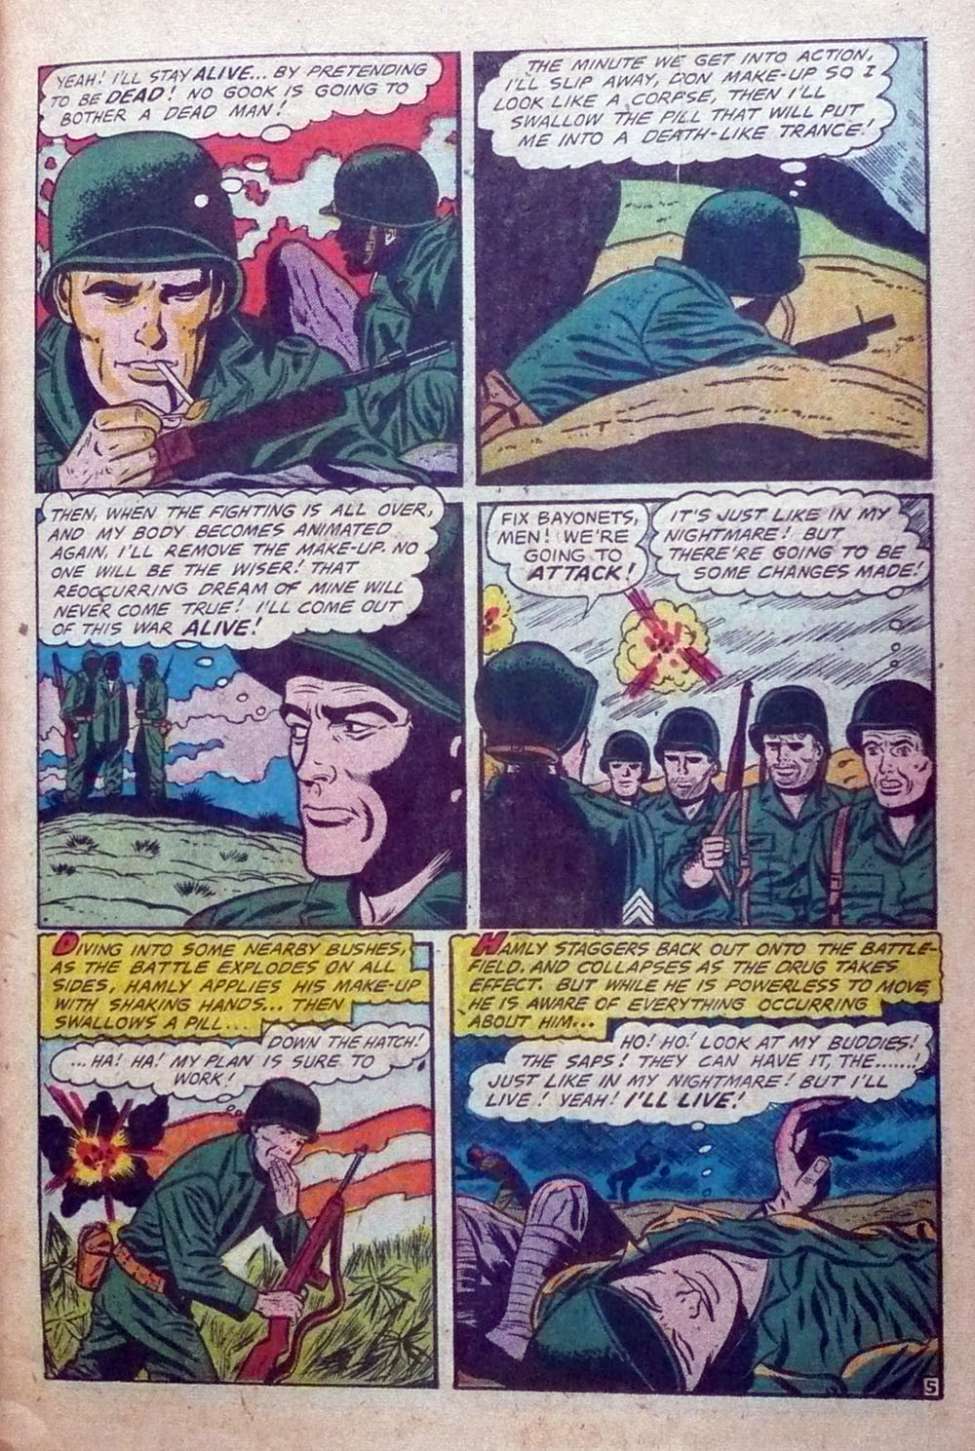 YEAH! I'LL STAY ALIVE... BY PRETENDING
TO BE DEAD! NO GOOK IS GOING TO
BOTHER A DEAD MAN!
THE MINUTE WE GET INTO ACTION,
I'LL SLIP AWAY, DON MAKE-UP SO I
LOOK LIKE A CORPSE, THEN I'LL
SWALLOW THE PILL THAT WILL PUT
ME INTO A DEATH-LIKE TRANCE!
THEN, WHEN THE FIGHTING IS ALL OVER,
AND MY BODY BECOMES ANIMATED
AGAIN, I'LL REMOVE THE MAKE-UP. NO
ONE WILL BE THE WISER! THAT
REOCCURRING DREAM OF MINE WILL
NEVER COME TRUE! I'LL COME OUT
OF THIS WAR ALIVE!
FIX BAYONETS,
MEN! WE'RE
GOING TO
ATTACK!
IT'S JUST LIKE IN MY
NIGHTMARE! BUT
THERE'RE GOING TO BE
SOME CHANGES MADE!
DIVING INTO SOME NEARBY BUSHES,
AS THE BATTLE EXPLODES ON ALL
SIDES, HAMLY APPLIES HIS MAKE-UP
WITH SHAKING HANDS... THEN
SWALLOWS A PILL...
DOWN THE HATCH!
...HA! HA! MY PLAN IS SURE TO
WORK!
HAMLY STAGGERS BACK OUT ONTO THE BATTLE-
FIELD, AND COLLAPSES AS THE DRUG TAKES
EFFECT. BUT WHILE HE IS POWERLESS TO MOVE
HE IS AWARE OF EVERYTHING OCCURRING
ABOUT HIM...
HO! HO! LOOK AT MY BUDDIES!
THE SAPS! THEY CAN HAVE IT, THE.......!
JUST LIKE IN MY NIGHTMARE! BUT I'LL
LIVE! YEAH! I'LL LIVE!
5